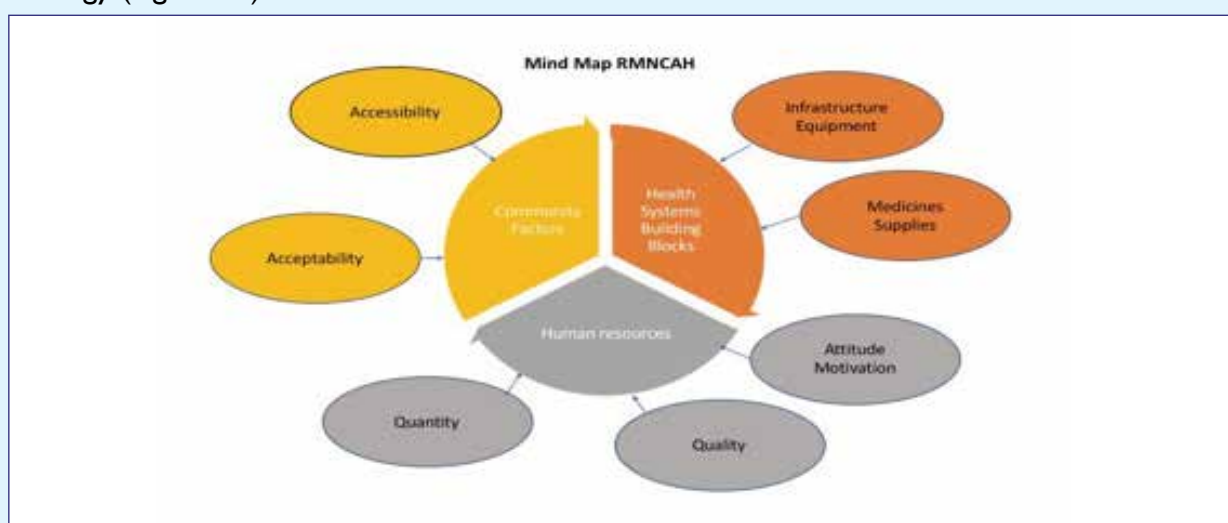 Mind Map RMNCAH
Accessibility
Infrastructure
Equipment
Community
Factors
Health
Systems
Building
Blocks
Medicines
Supplies
Acceptability
Human resources
Attitude
Motivation
Quantity
Quality